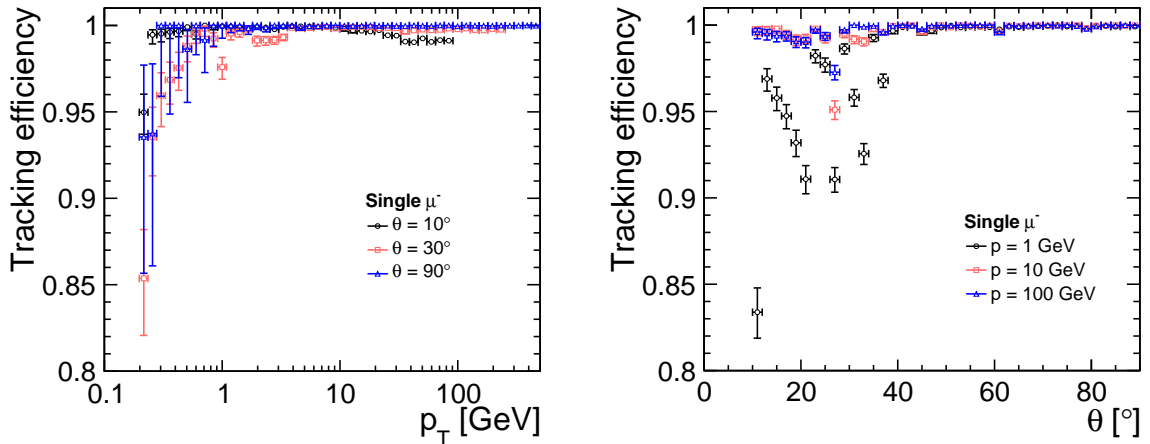 Tracking efficiency
1
0.95
0.9
0.85
0.8
Single μ⁻
θ = 10°
θ = 30°
θ = 90°
0.1 1 10 100
p_T [GeV]
Tracking efficiency
1
0.95
0.9
0.85
0.8
Single μ⁻
p = 1 GeV
p = 10 GeV
p = 100 GeV
0 20 40 60 80
θ [°]